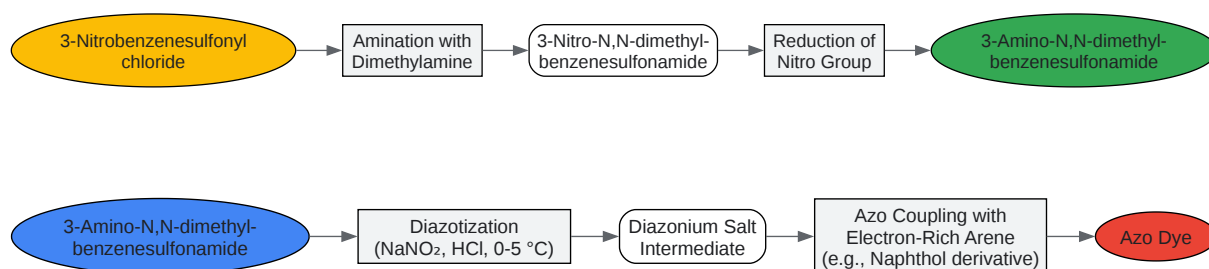 3-Nitrobenzenesulfonyl
chloride
Amination with
Dimethylamine
3-Nitro-N,N-dimethyl-
benzenesulfonamide
Reduction of
Nitro Group
3-Amino-N,N-dimethyl-
benzenesulfonamide
3-Amino-N,N-dimethyl-
benzenesulfonamide
Diazotization
(NaNO₂, HCl, 0-5 °C)
Diazonium Salt
Intermediate
Azo Coupling with
Electron-Rich Arene
(e.g., Naphthol derivative)
Azo Dye